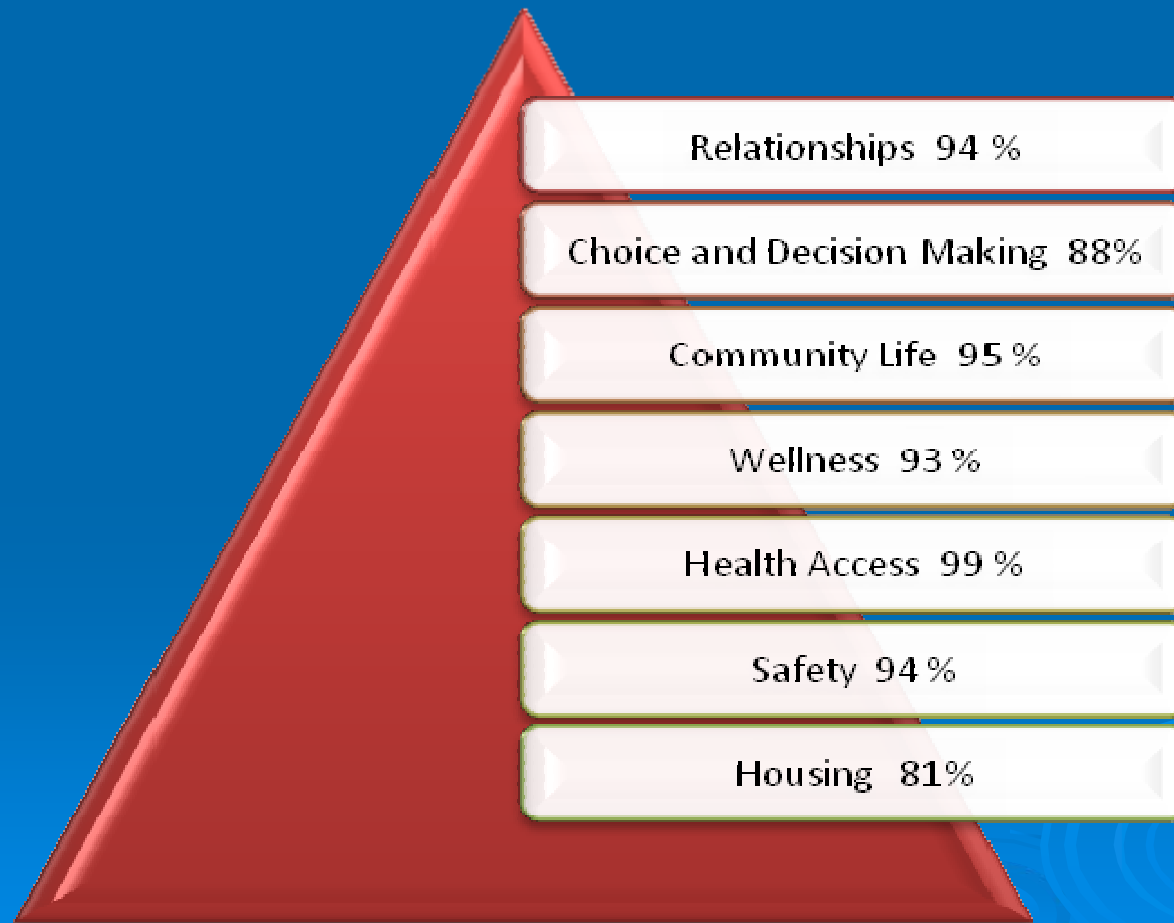 Relationships 94 %
Choice and Decision Making 88%
Community Life 95 %
Wellness 93 %
Health Access 99 %
Safety 94 %
Housing 81%